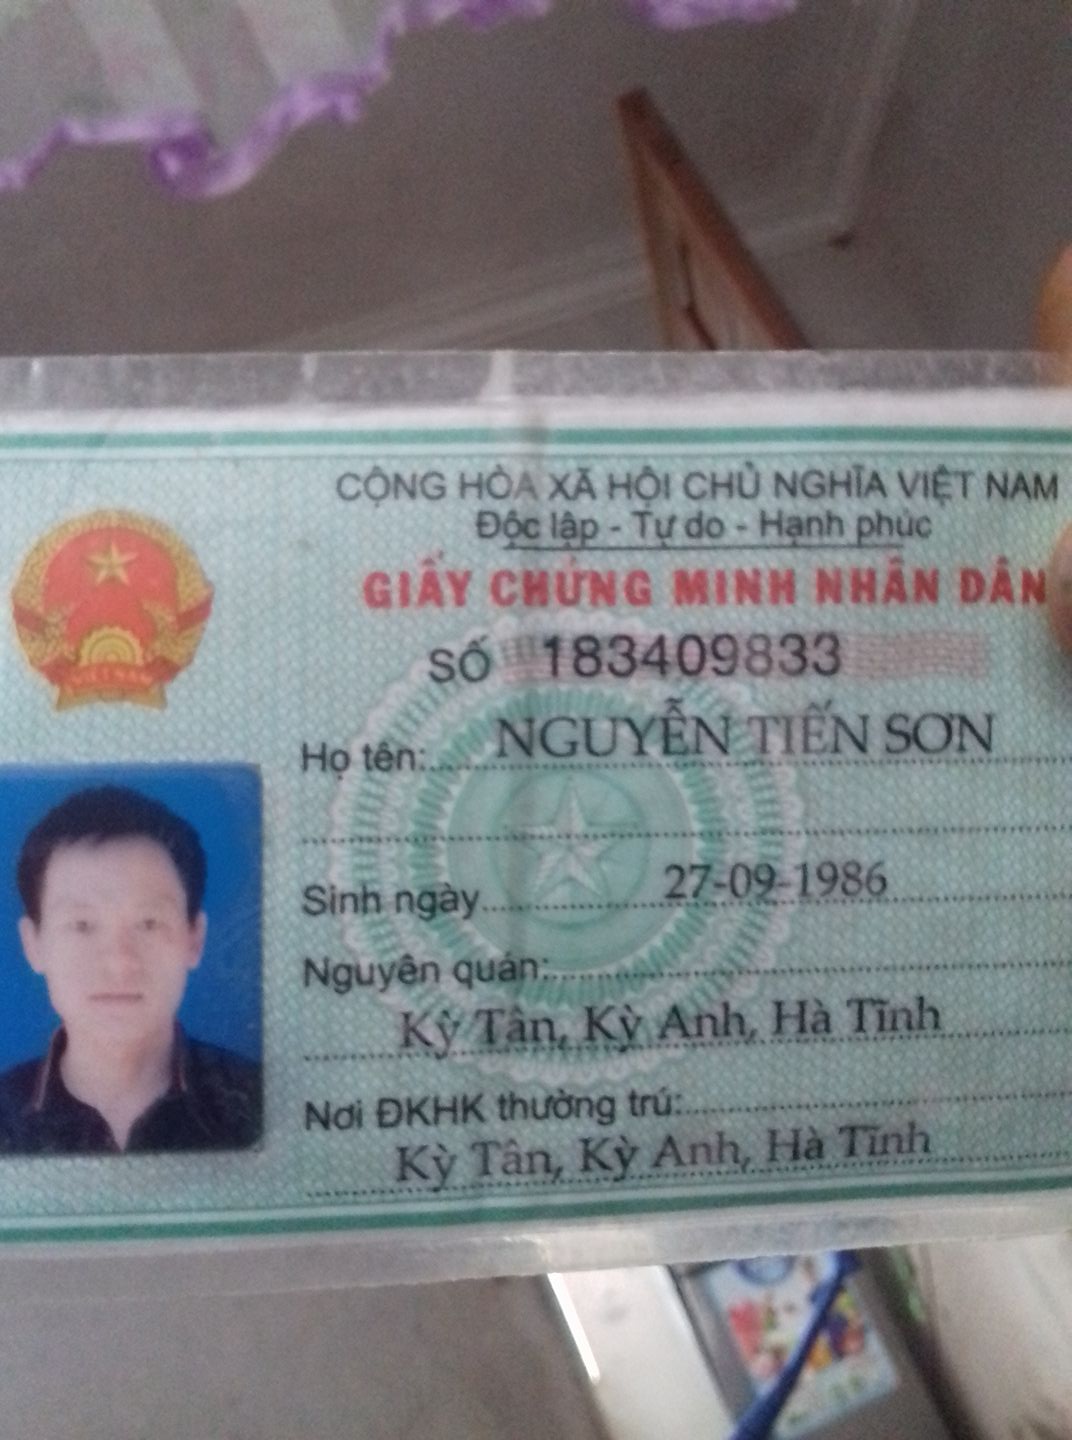 CỘNG HÒA XÃ HỘI CHỦ NGHĨA VIỆT NAM
Độc lập - Tự do - Hạnh phúc
GIẤY CHỨNG MINH NHÂN DÂN
SỐ 183409833
Họ tên: NGUYỄN TIẾN SƠN
Sinh ngày 27-09-1986
Nguyên quán:
Kỳ Tân, Kỳ Anh, Hà Tĩnh
Nơi ĐKHK thường trú:
Kỳ Tân, Kỳ Anh, Hà Tĩnh
VIỆT NAM